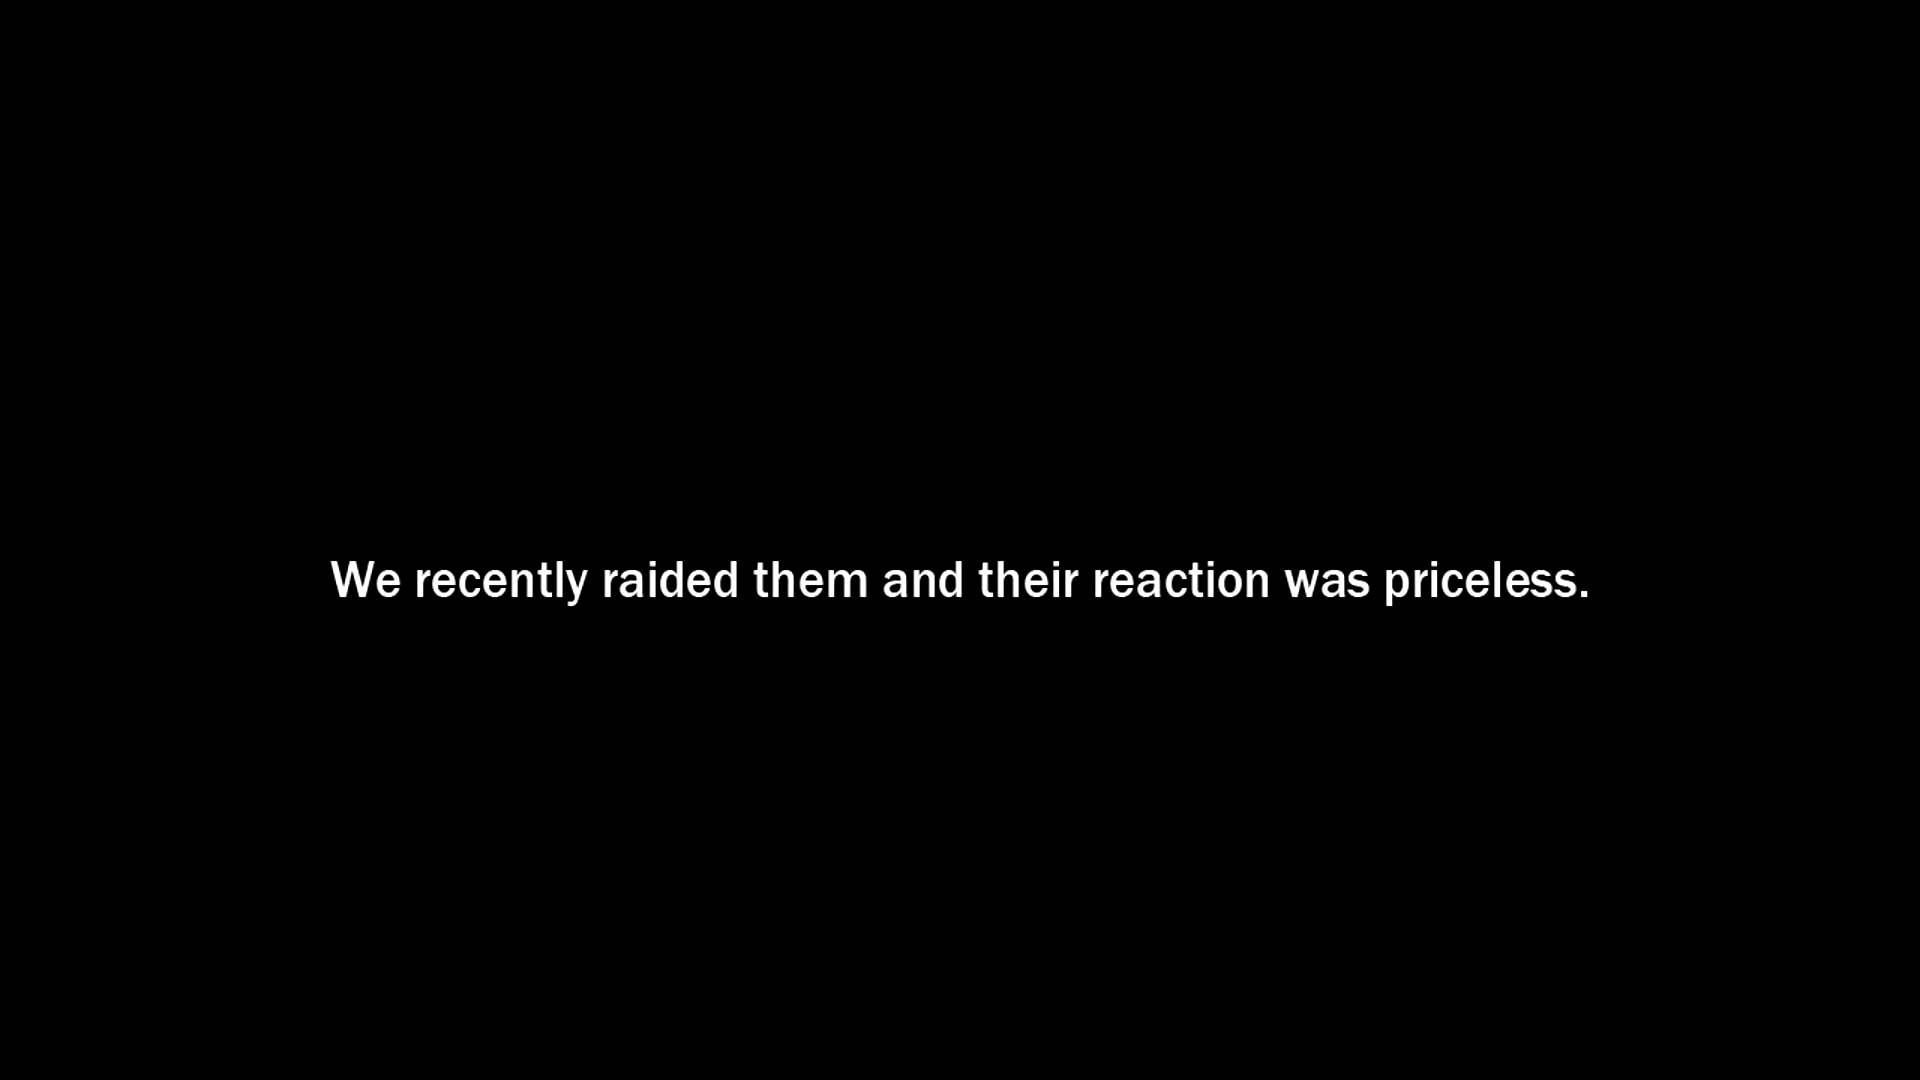 We recently raided them and their reaction was priceless.